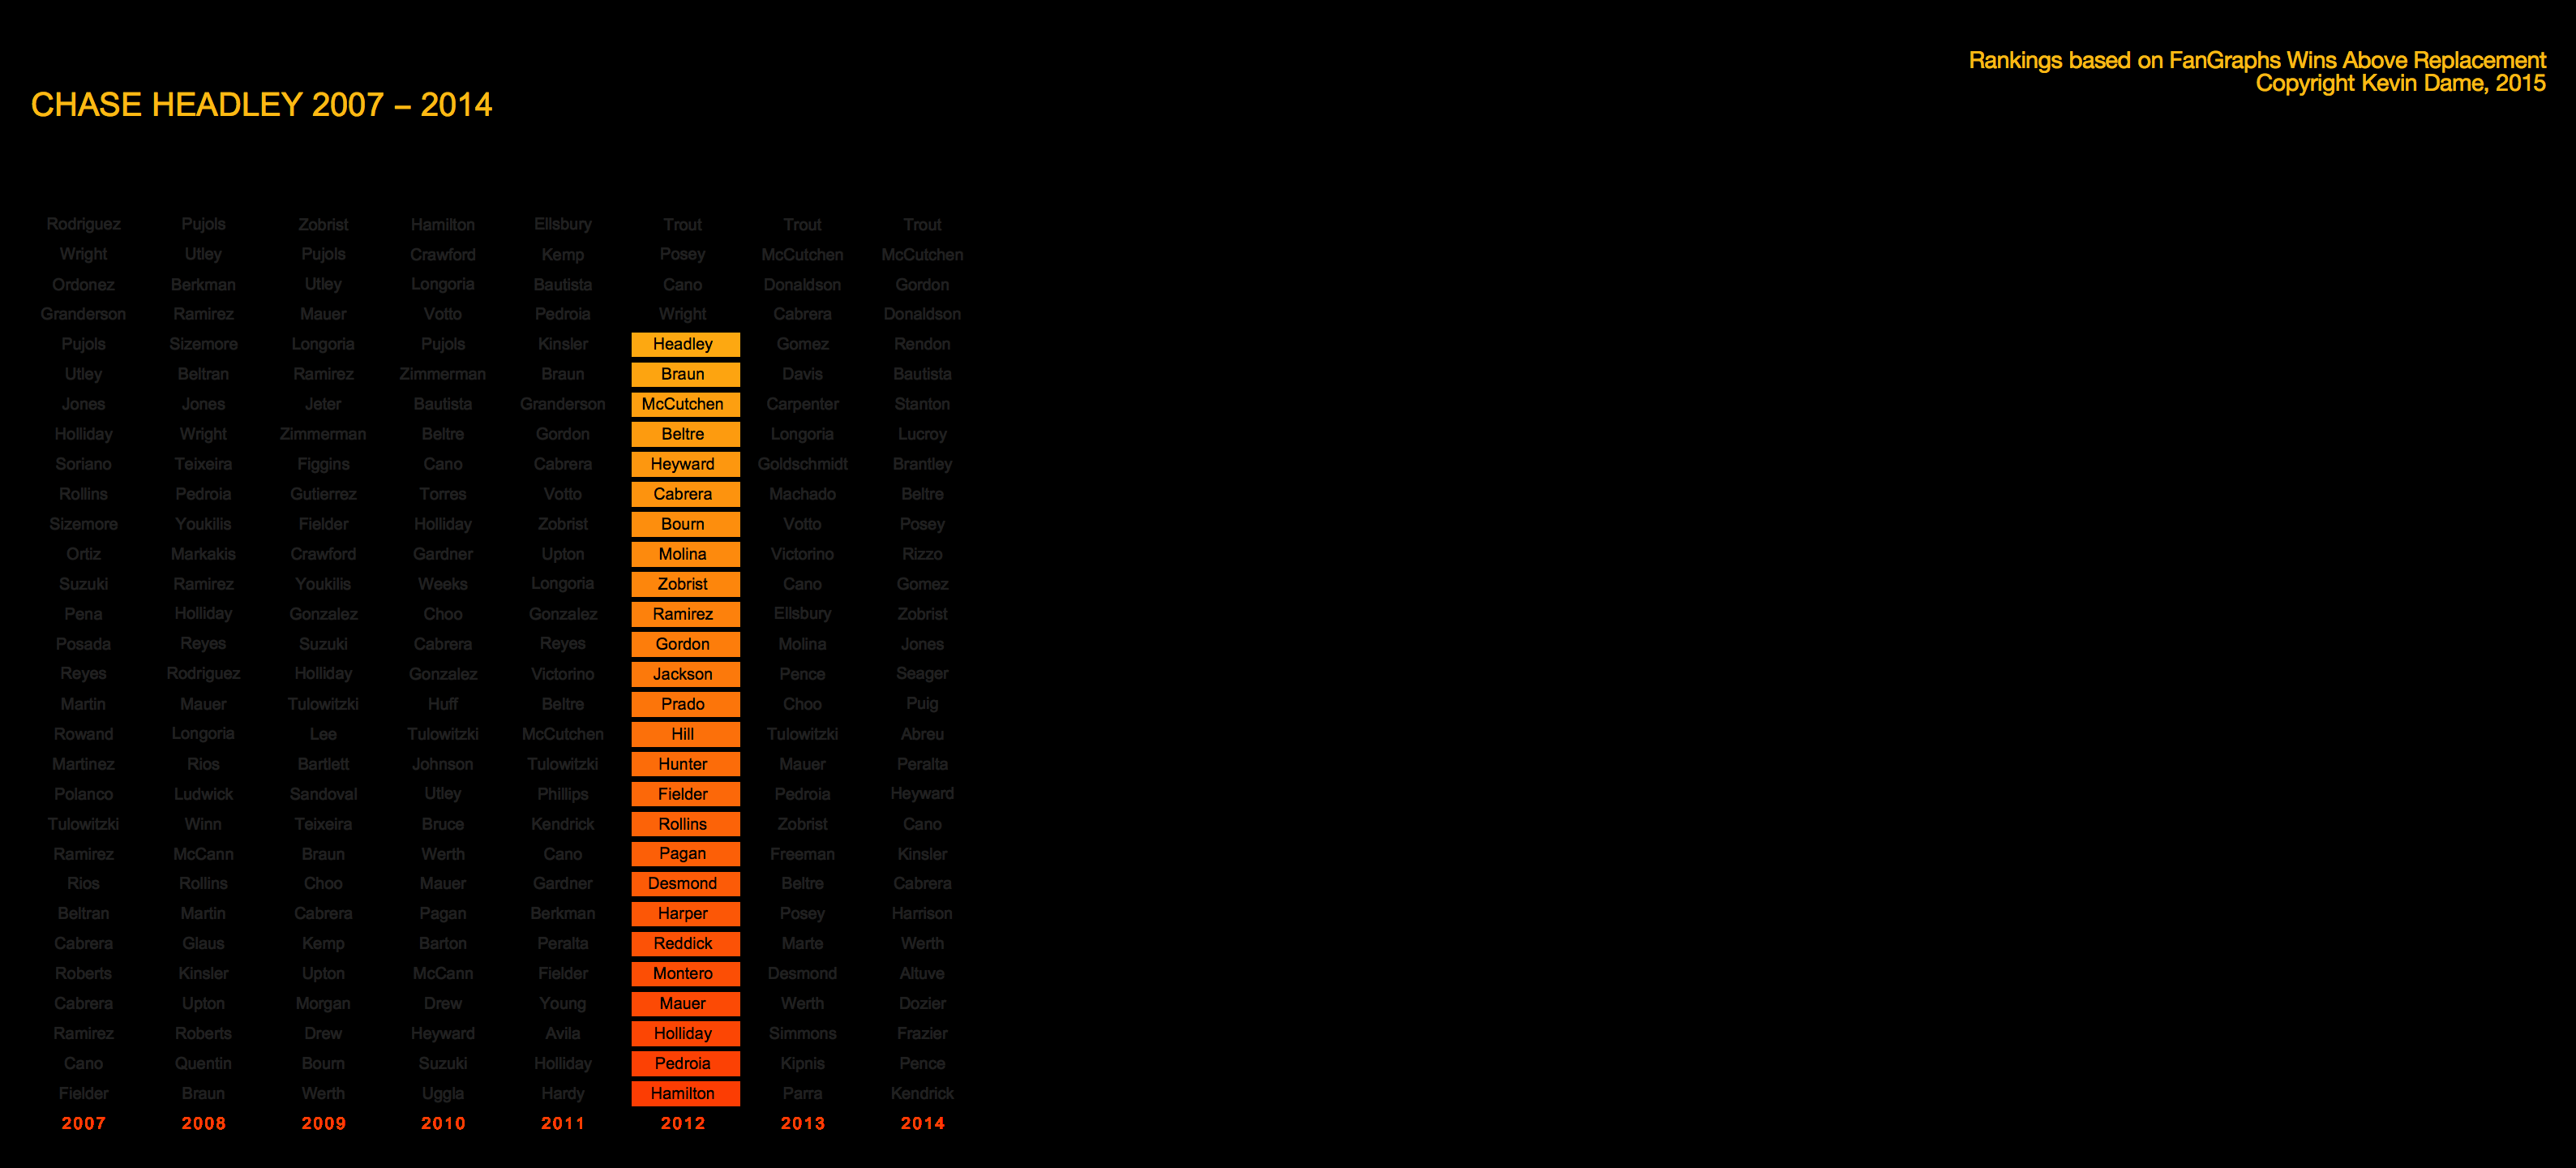 Rankings based on FanGraphs Wins Above Replacement
Copyright Kevin Dame, 2015
CHASE HEADLEY 2007 – 2014
Rodriguez Pujols Zobrist Hamilton Ellsbury Trout Trout Trout
Wright Utley Pujols Crawford Kemp Posey McCutchen McCutchen
Ordonez Berkman Utley Longoria Bautista Cano Donaldson Gordon
Granderson Ramirez Mauer Votto Pedroia Wright Cabrera Donaldson
Pujols Sizemore Longoria Pujols Kinsler Headley Gomez Rendon
Utley Beltran Ramirez Zimmerman Braun Braun Davis Bautista
Jones Jones Jeter Bautista Granderson McCutchen Carpenter Stanton
Holliday Wright Zimmerman Beltre Gordon Beltre Longoria Lucroy
Soriano Teixeira Figgins Cano Cabrera Heyward Goldschmidt Brantley
Rollins Pedroia Gutierrez Torres Votto Cabrera Machado Beltre
Sizemore Youkilis Fielder Holliday Zobrist Bourn Votto Posey
Ortiz Markakis Crawford Gardner Upton Molina Victorino Rizzo
Suzuki Ramirez Youkilis Weeks Longoria Zobrist Cano Gomez
Pena Holliday Gonzalez Choo Gonzalez Ramirez Ellsbury Zobrist
Posada Reyes Suzuki Cabrera Reyes Gordon Molina Jones
Reyes Rodriguez Holliday Gonzalez Victorino Jackson Pence Seager
Martin Mauer Tulowitzki Huff Beltre Prado Choo Puig
Rowand Longoria Lee Tulowitzki McCutchen Hill Tulowitzki Abreu
Martinez Rios Bartlett Johnson Tulowitzki Hunter Mauer Peralta
Polanco Ludwick Sandoval Utley Phillips Fielder Pedroia Heyward
Tulowitzki Winn Teixeira Bruce Kendrick Rollins Zobrist Cano
Ramirez McCann Braun Werth Cano Pagan Freeman Kinsler
Rios Rollins Choo Mauer Gardner Desmond Beltre Cabrera
Beltran Martin Cabrera Pagan Berkman Harper Posey Harrison
Cabrera Glaus Kemp Barton Peralta Reddick Marte Werth
Roberts Kinsler Upton McCann Fielder Montero Desmond Altuve
Cabrera Upton Morgan Drew Young Mauer Werth Dozier
Ramirez Roberts Drew Heyward Avila Holliday Simmons Frazier
Cano Quentin Bourn Suzuki Holliday Pedroia Kipnis Pence
Fielder Braun Werth Uggla Hardy Hamilton Parra Kendrick
2007 2008 2009 2010 2011 2012 2013 2014